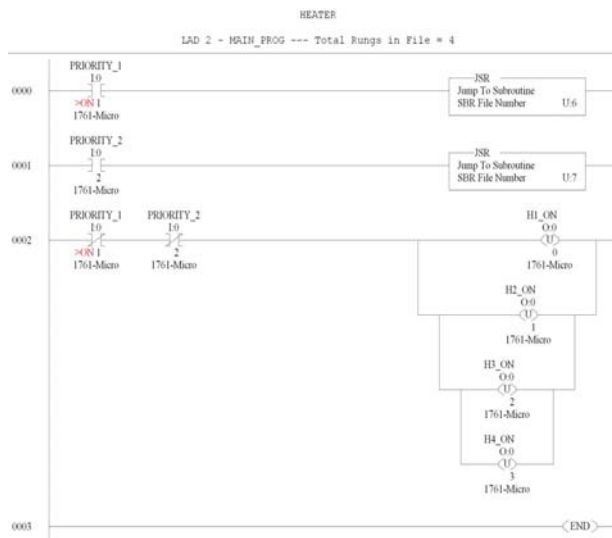 HEATER
LAD 2 - MAIN_PROG --- Total Rungs in File = 4
PRIORITY_1
I:0
0000
>ON 1
1761-Micro
JSR
Jump To Subroutine
SBR File Number U:6
PRIORITY_2
I:0
0001
2
1761-Micro
JSR
Jump To Subroutine
SBR File Number U:7
PRIORITY_1 PRIORITY_2 H1_ON
I:0 I:0 O:0
0002 U
>ON 1 2 0
1761-Micro 1761-Micro 1761-Micro
H2_ON
O:0
U
1
1761-Micro
H3_ON
O:0
U
2
1761-Micro
H4_ON
O:0
U
3
1761-Micro
0003 END